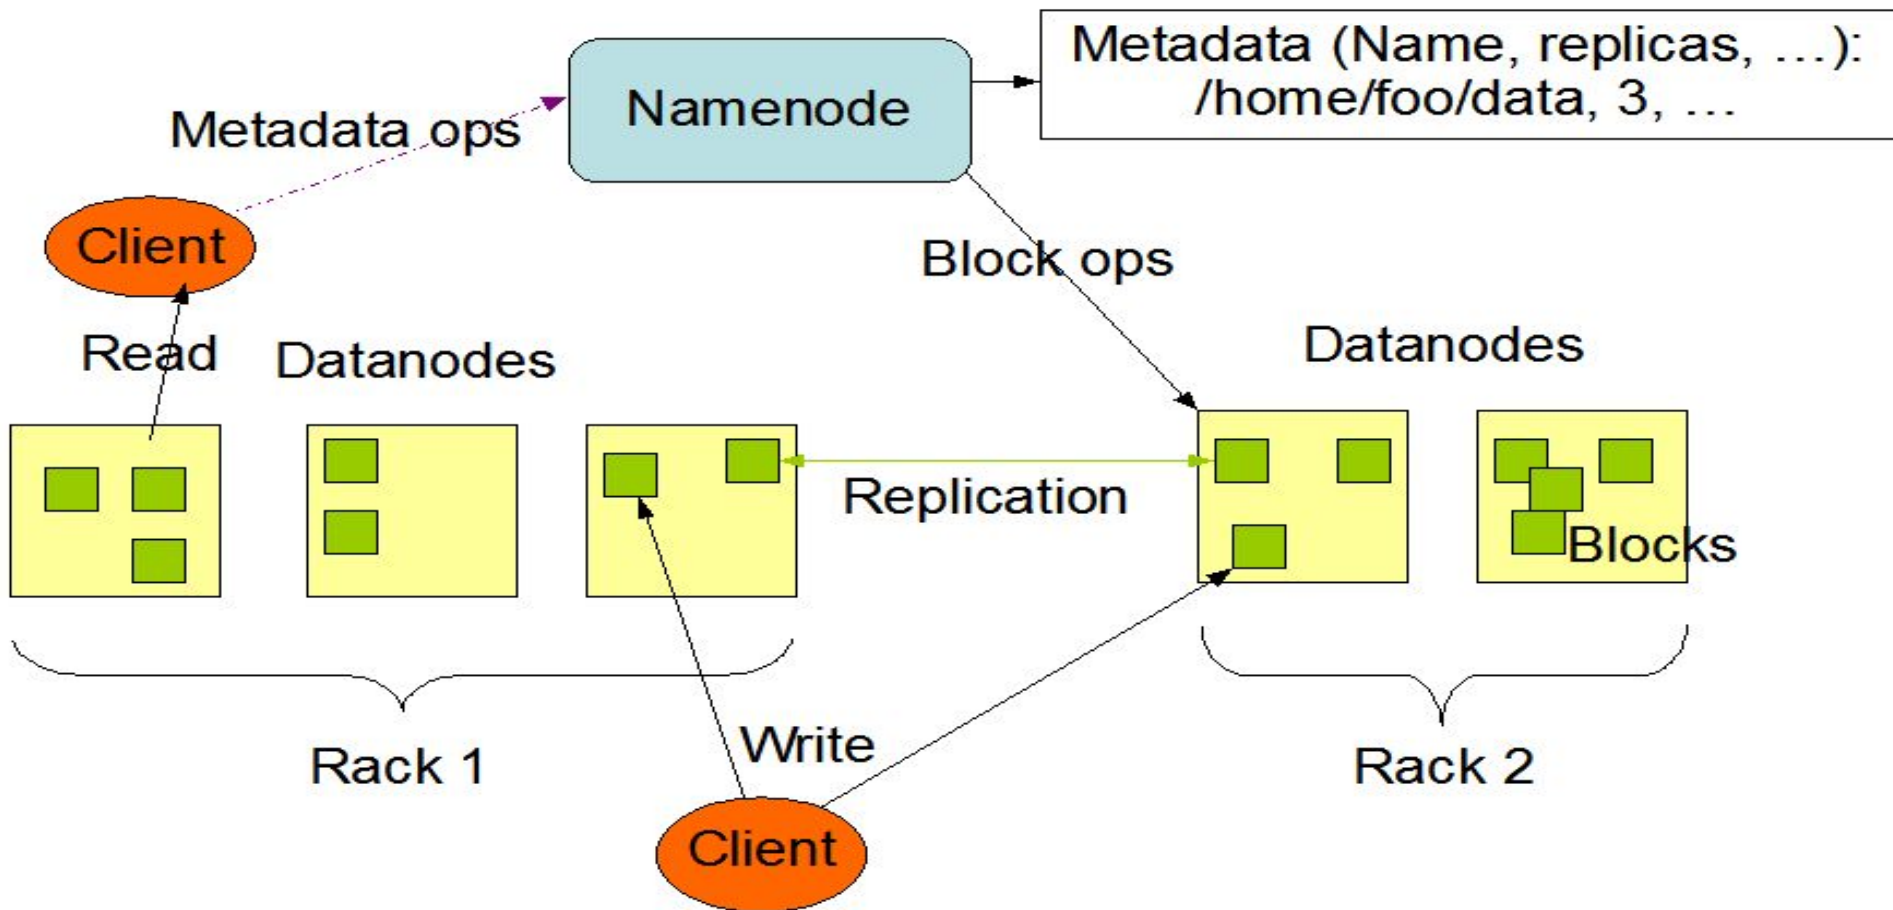 Metadata (Name, replicas, …):
/home/foo/data, 3, …
Namenode
Metadata ops
Client
Block ops
Read
Datanodes
Datanodes
Replication
Blocks
Rack 1
Write
Rack 2
Client